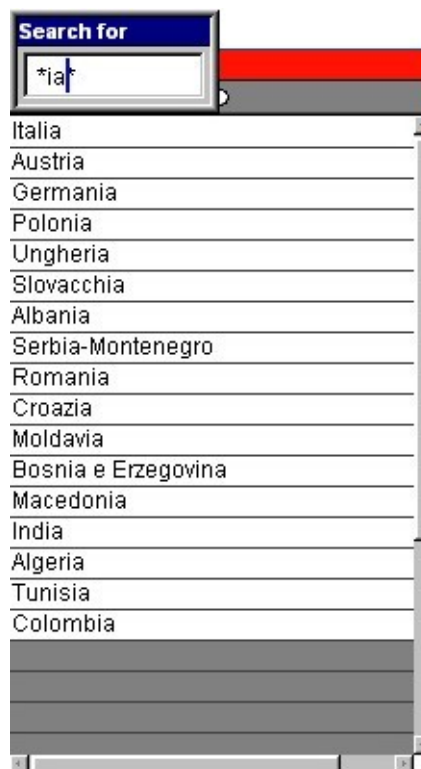 Search for
*ia*
Italia
Austria
Germania
Polonia
Ungheria
Slovacchia
Albania
Serbia-Montenegro
Romania
Croazia
Moldavia
Bosnia e Erzegovina
Macedonia
India
Algeria
Tunisia
Colombia